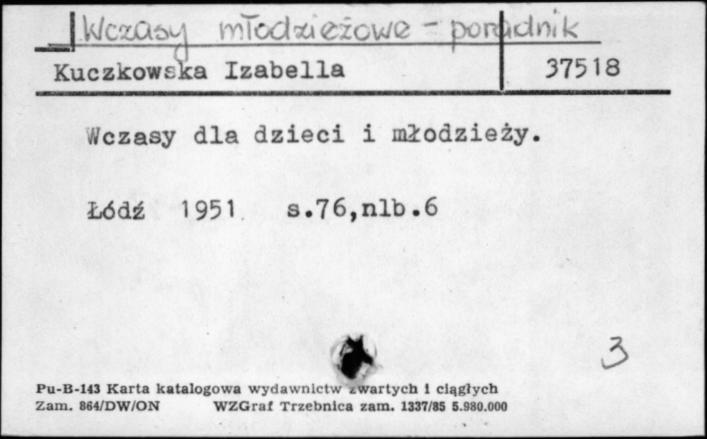 Wczasy młodzieżowe - poradnik
Kuczkowska Izabella 37518
Wczasy dla dzieci i młodzieży.
Łódź 1951 s.76,nlb.6
3
Pu-B-143 Karta katalogowa wydawnictw zwartych i ciągłych
Zam. 864/DW/ON WZGraf Trzebnica zam. 1337/85 5.980.000